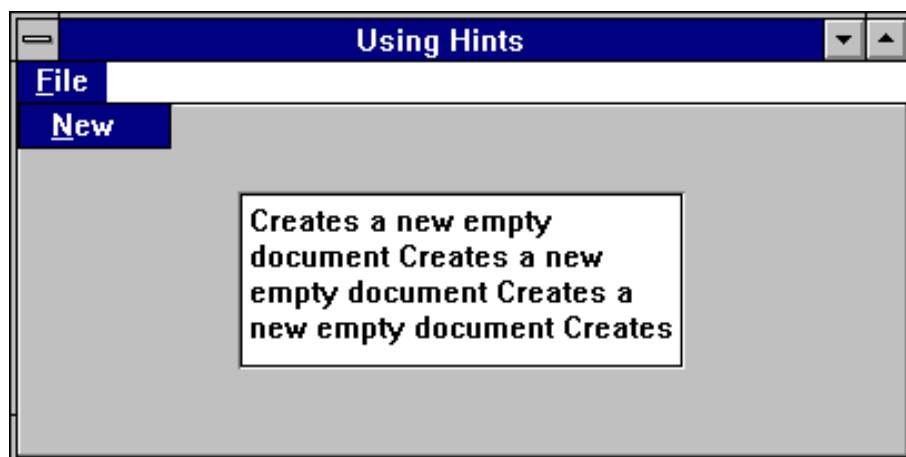 Using Hints
File
New
Creates a new empty
document Creates a new
empty document Creates a
new empty document Creates